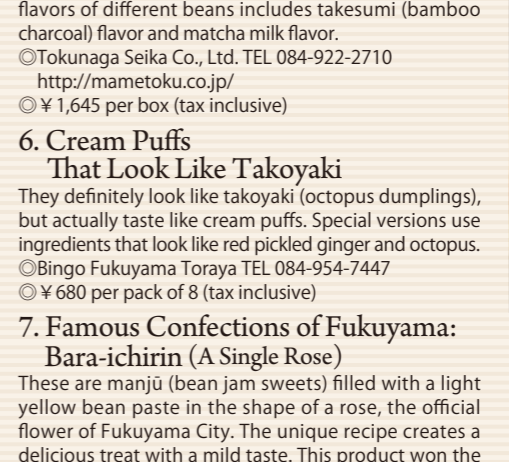 flavors of different beans includes takesumi (bamboo
charcoal) flavor and matcha milk flavor.
◎Tokunaga Seika Co., Ltd. TEL 084-922-2710
http://mametoku.co.jp/
◎¥1,645 per box (tax inclusive)
6. Cream Puffs
That Look Like Takoyaki
They definitely look like takoyaki (octopus dumplings),
but actually taste like cream puffs. Special versions use
ingredients that look like red pickled ginger and octopus.
◎Bingo Fukuyama Toraya TEL 084-954-7447
◎¥680 per pack of 8 (tax inclusive)
7. Famous Confections of Fukuyama:
Bara-ichirin (A Single Rose)
These are manjū (bean jam sweets) filled with a light
yellow bean paste in the shape of a rose, the official
flower of Fukuyama City. The unique recipe creates a
delicious treat with a mild taste. This product won the